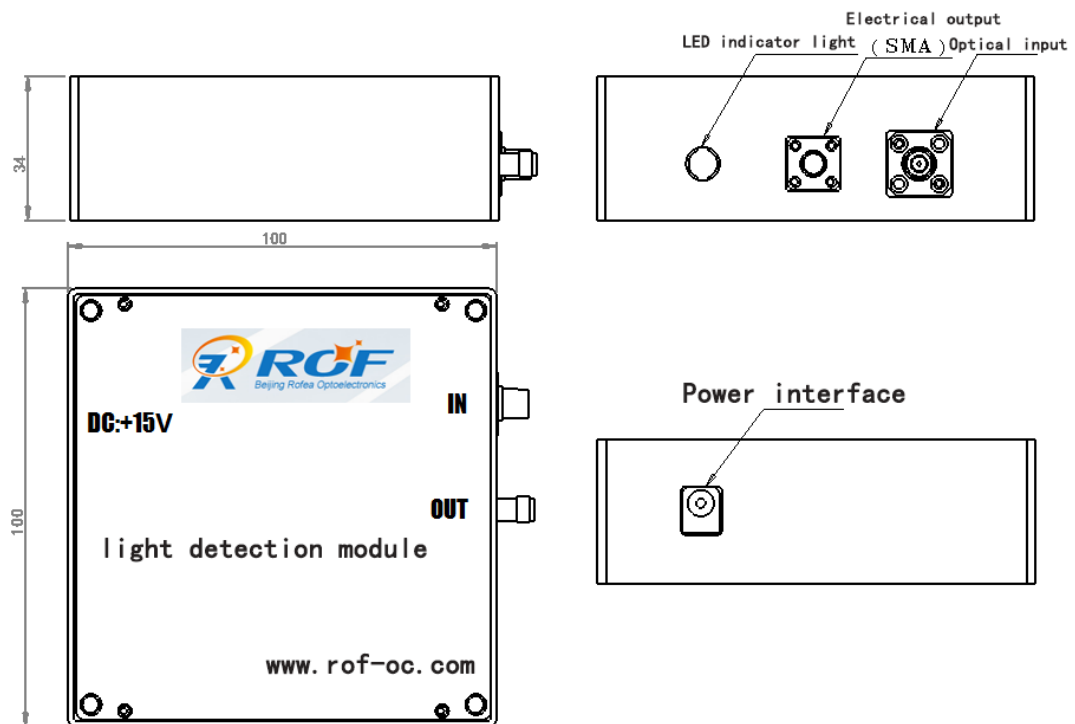 Electrical output
LED indicator light (SMA) Optical input
34
100
ROF
Beijing Rofea Optoelectronics
IN
DC:+15V
Power interface
100
OUT
light detection module
www.rof-oc.com